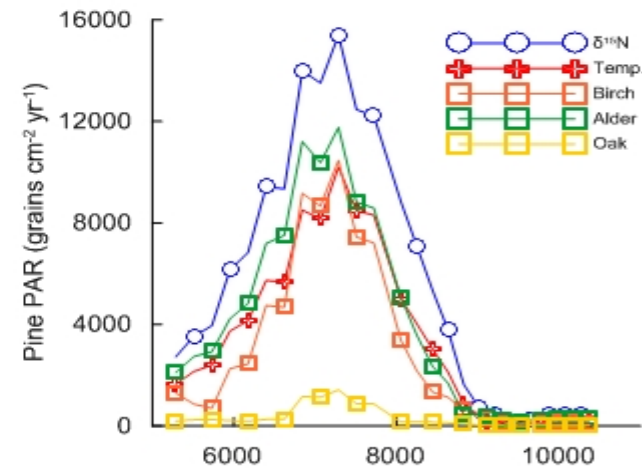 16000
12000
8000
4000
0
Pine PAR (grains cm⁻² yr⁻¹)
6000 8000 10000
δ¹⁵N
Temp.
Birch
Alder
Oak